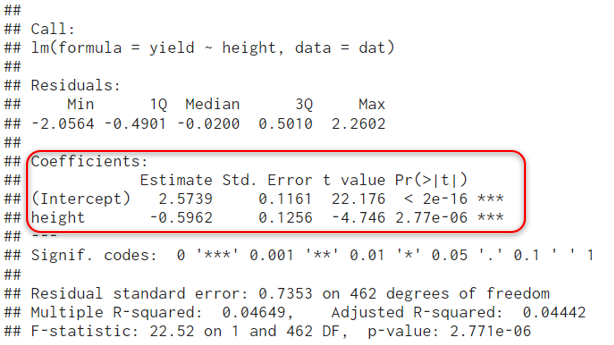 ##
## Call:
## lm(formula = yield ~ height, data = dat)
##
## Residuals:
##     Min      1Q  Median      3Q     Max
## -2.0564 -0.4901 -0.0200  0.5010  2.2602
##
## Coefficients:
##             Estimate Std. Error t value Pr(>|t|)
## (Intercept)   2.5739     0.1161  22.176  < 2e-16 ***
## height       -0.5962     0.1256  -4.746 2.77e-06 ***
## ---
## Signif. codes:  0 '***' 0.001 '**' 0.01 '*' 0.05 '.' 0.1 ' ' 1
##
## Residual standard error: 0.7353 on 462 degrees of freedom
## Multiple R-squared:  0.04649,    Adjusted R-squared:  0.04442
## F-statistic: 22.52 on 1 and 462 DF,  p-value: 2.771e-06